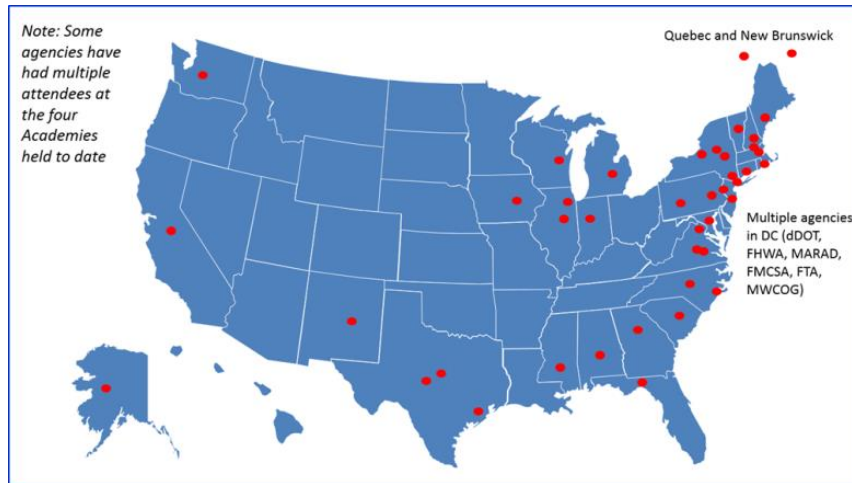 Note: Some
agencies have
had multiple
attendees at
the four
Academies
held to date
Quebec and New Brunswick
Multiple agencies
in DC (dDOT,
FHWA, MARAD,
FMCSA, FTA,
MWCOG)